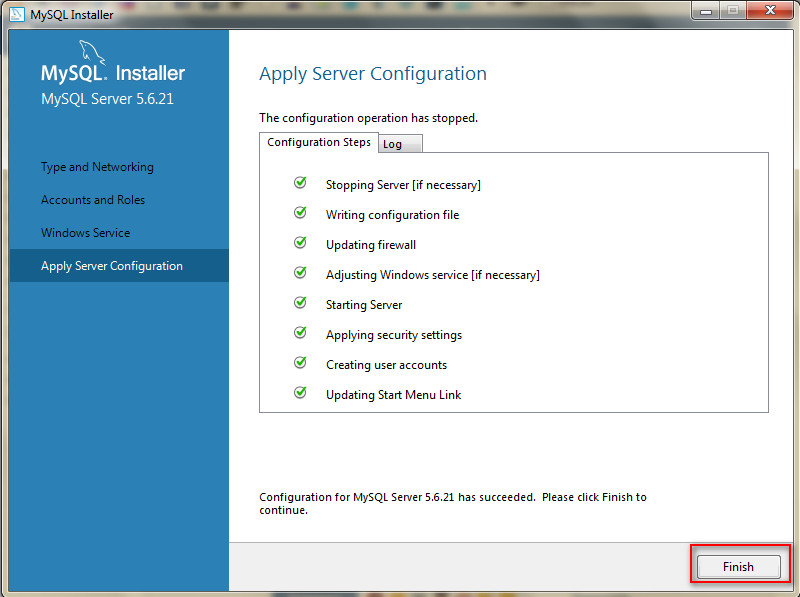 MySQL Installer
MySQL. Installer
MySQL Server 5.6.21
Type and Networking
Accounts and Roles
Windows Service
Apply Server Configuration
Apply Server Configuration
The configuration operation has stopped.
Configuration Steps
Log
Stopping Server [if necessary]
Writing configuration file
Updating firewall
Adjusting Windows service [if necessary]
Starting Server
Applying security settings
Creating user accounts
Updating Start Menu Link
Configuration for MySQL Server 5.6.21 has succeeded.  Please click Finish to
continue.
Finish